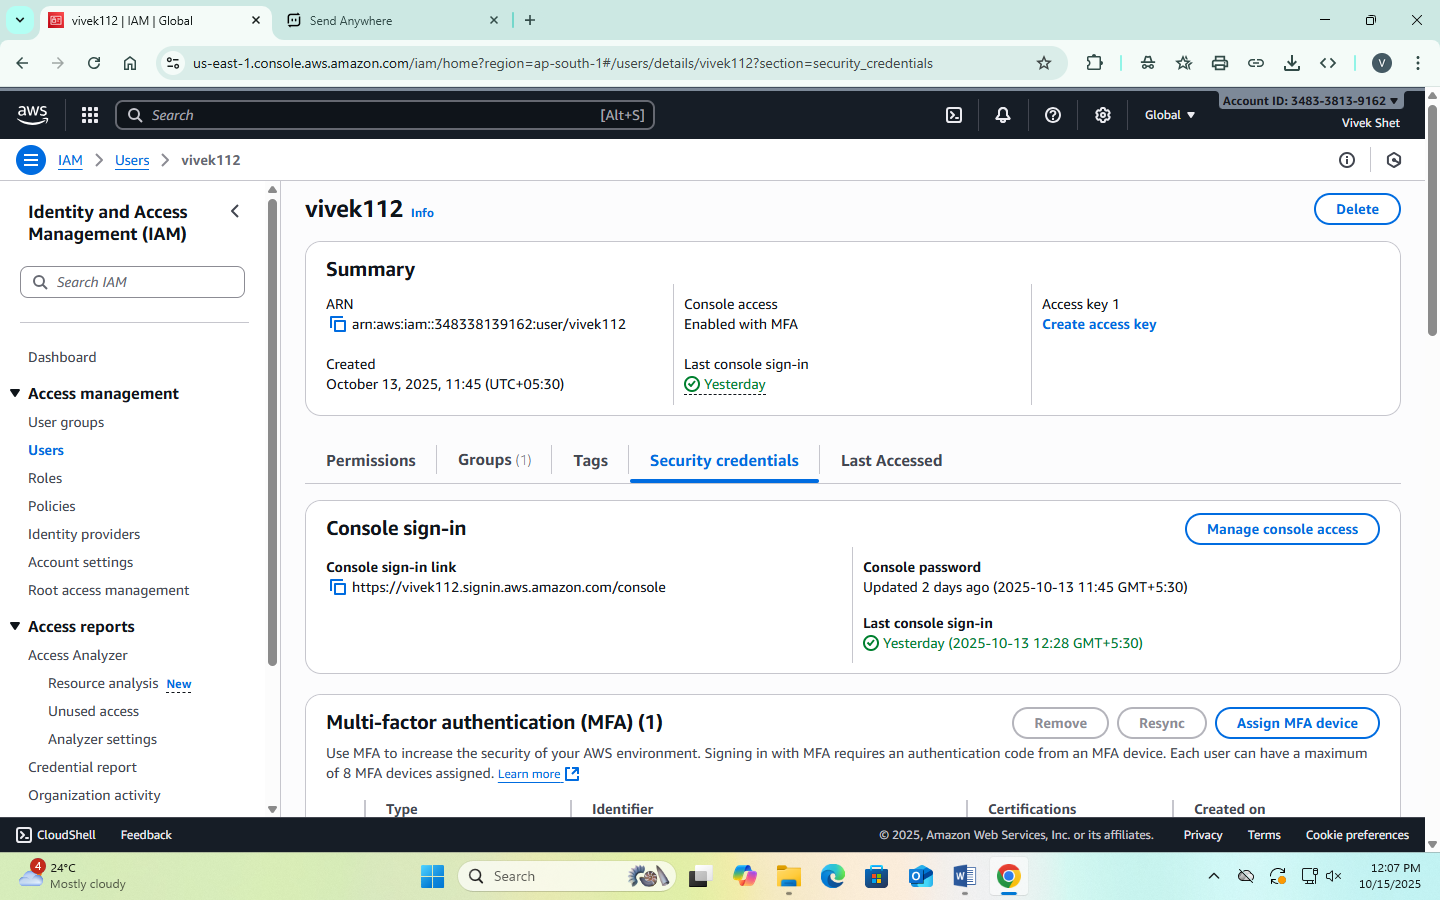 vivek112 | IAM | Global
Send Anywhere
us-east-1.console.aws.amazon.com/iam/home?region=ap-south-1#/users/details/vivek112?section=security_credentials
V
aws
Search
[Alt+S]
Global
Account ID: 3483-3813-9162
Vivek Shet
IAM
Users
vivek112
Identity and Access
Management (IAM)
Search IAM
Dashboard
Access management
User groups
Users
Roles
Policies
Identity providers
Account settings
Root access management
Access reports
Access Analyzer
Resource analysis New
Unused access
Analyzer settings
Credential report
Organization activity
vivek112 Info
Delete
Summary
ARN
arn:aws:iam::348338139162:user/vivek112
Created
October 13, 2025, 11:45 (UTC+05:30)
Console access
Enabled with MFA
Last console sign-in
Yesterday
Access key 1
Create access key
Permissions
Groups (1)
Tags
Security credentials
Last Accessed
Console sign-in
Manage console access
Console sign-in link
https://vivek112.signin.aws.amazon.com/console
Console password
Updated 2 days ago (2025-10-13 11:45 GMT+5:30)
Last console sign-in
Yesterday (2025-10-13 12:28 GMT+5:30)
Multi-factor authentication (MFA) (1)
Remove
Resync
Assign MFA device
Use MFA to increase the security of your AWS environment. Signing in with MFA requires an authentication code from an MFA device. Each user can have a maximum
of 8 MFA devices assigned. Learn more
Type
Identifier
Certifications
Created on
CloudShell
Feedback
© 2025, Amazon Web Services, Inc. or its affiliates.
Privacy
Terms
Cookie preferences
4
24°C
Mostly cloudy
Search
12:07 PM
10/15/2025